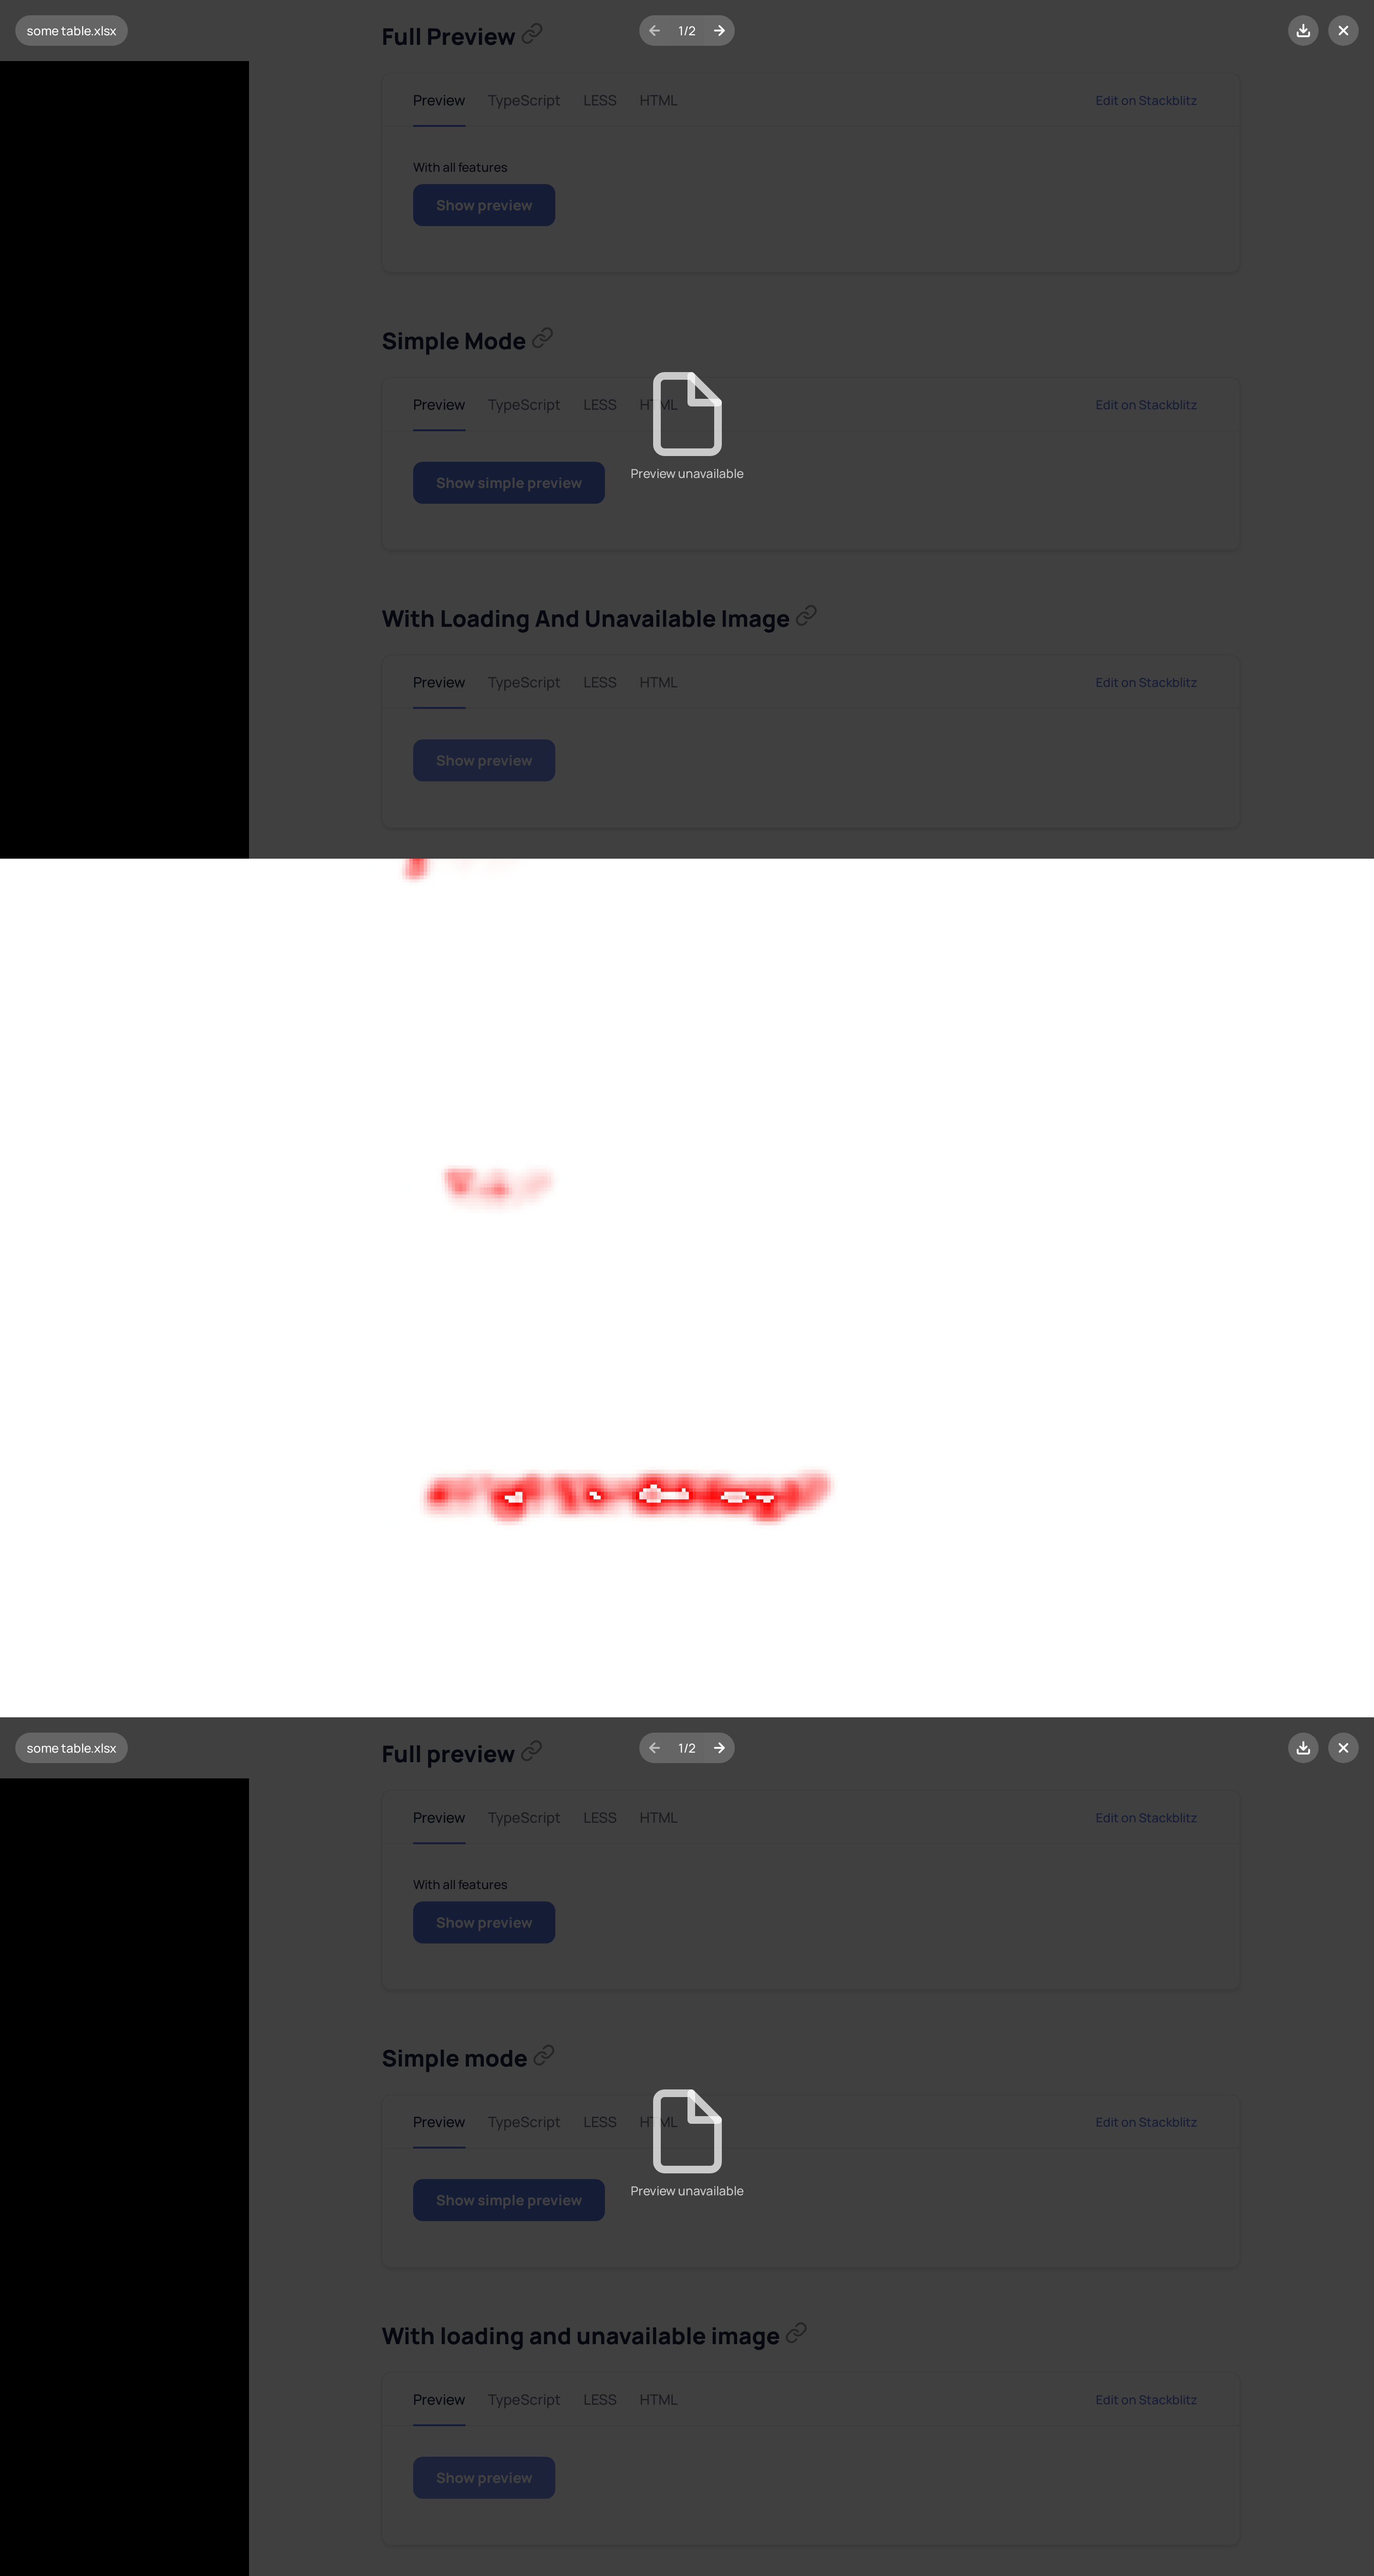 some table.xlsx
Full Preview
1/2
Preview TypeScript LESS HTML Edit on Stackblitz
With all features
Show preview
Simple Mode
Preview TypeScript LESS HTML Edit on Stackblitz
Preview unavailable
Show simple preview
With Loading And Unavailable Image
Preview TypeScript LESS HTML Edit on Stackblitz
Show preview
some table.xlsx
Full preview
1/2
Preview TypeScript LESS HTML Edit on Stackblitz
With all features
Show preview
Simple mode
Preview TypeScript LESS HTML Edit on Stackblitz
Preview unavailable
Show simple preview
With loading and unavailable image
Preview TypeScript LESS HTML Edit on Stackblitz
Show preview